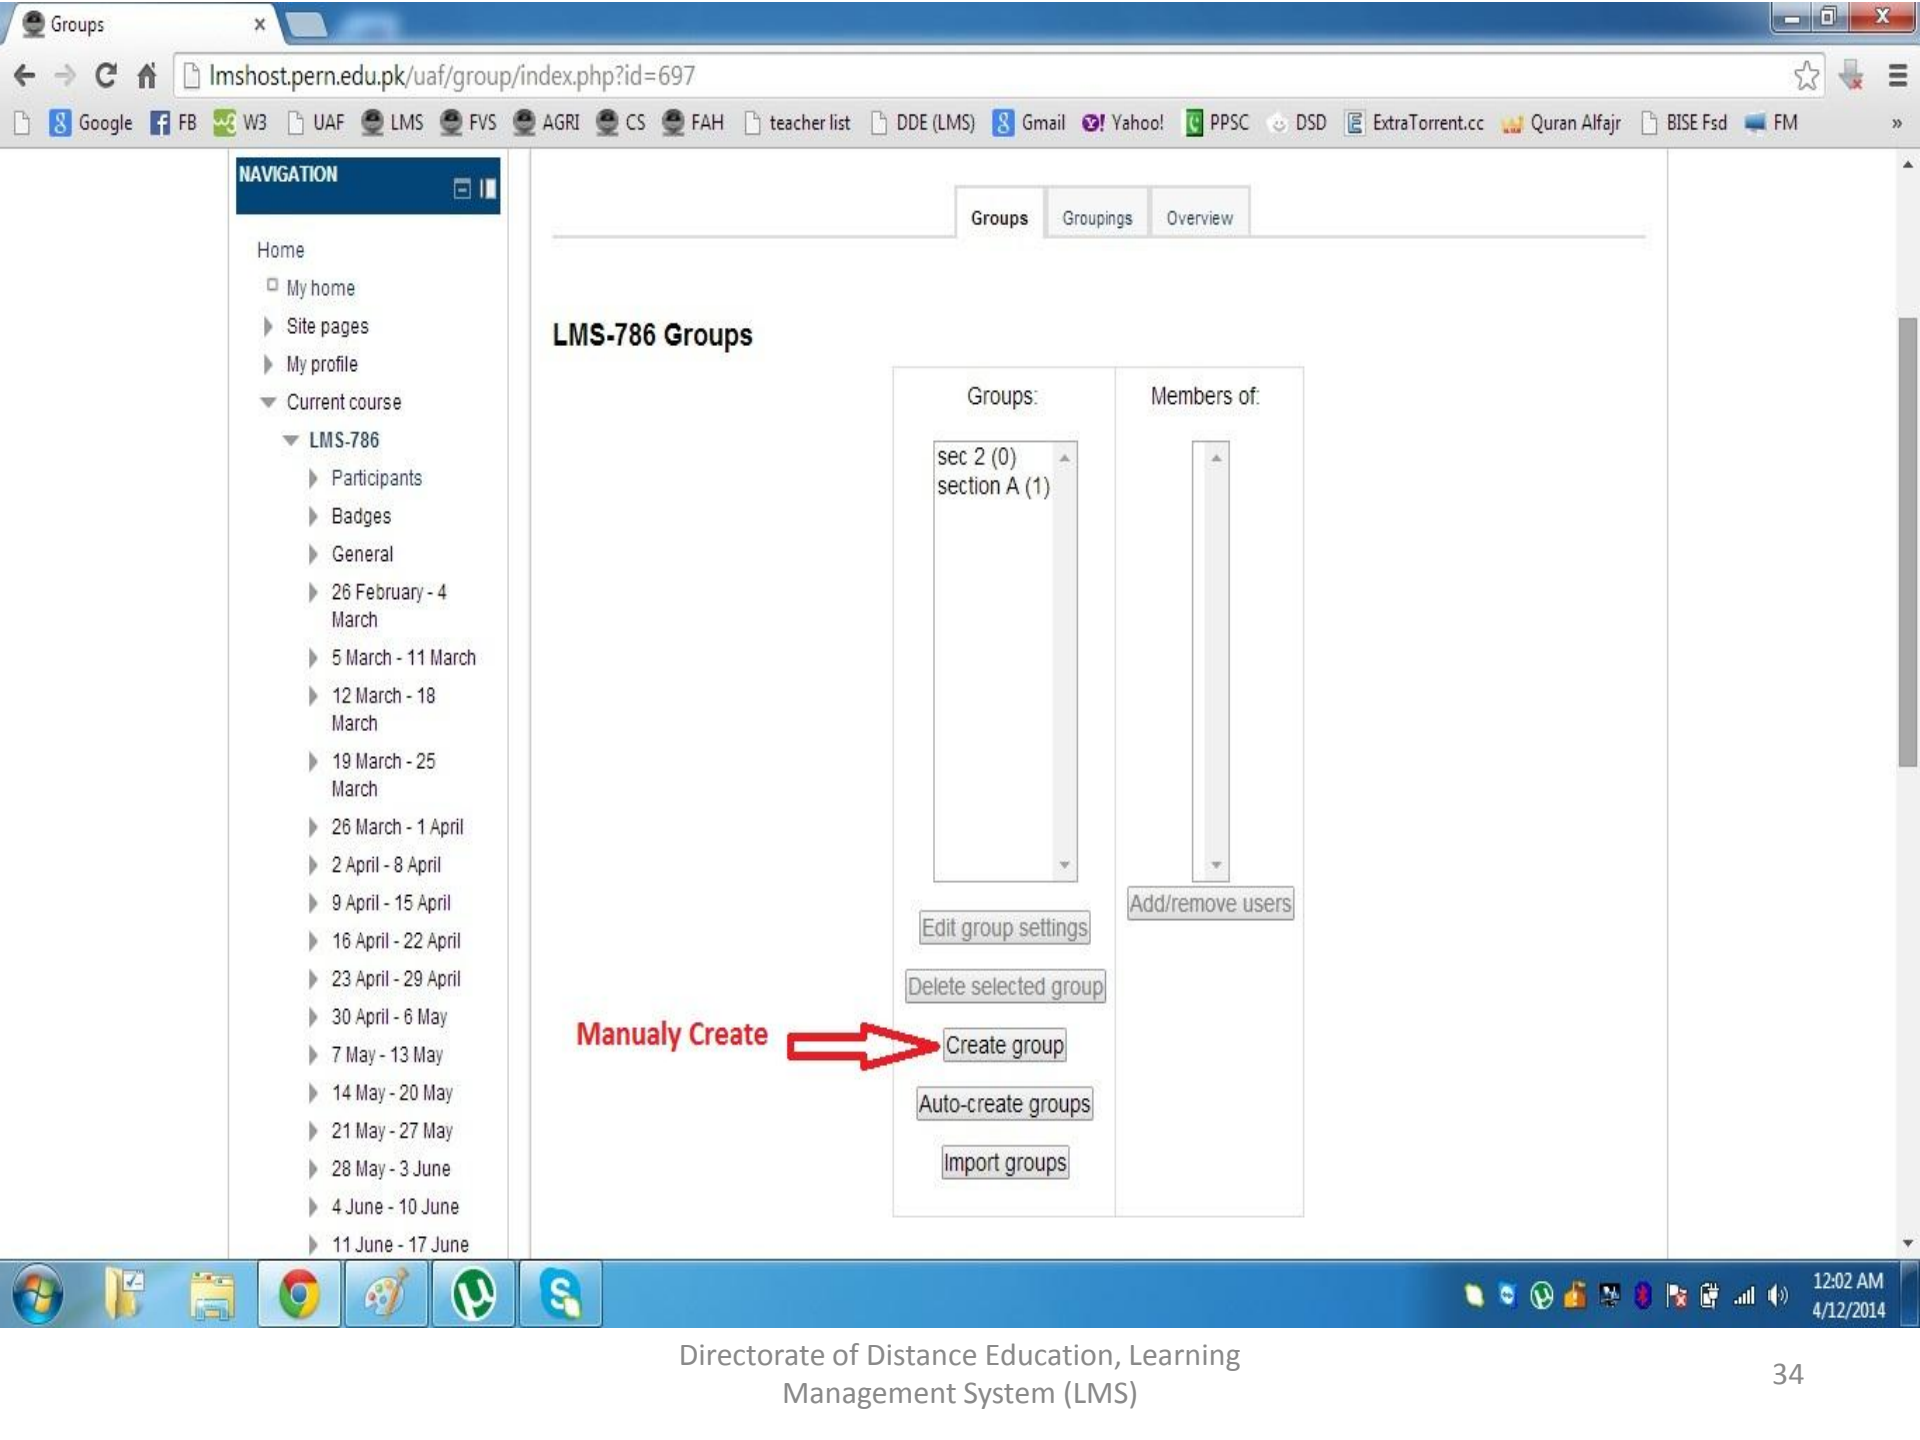 Groups
lmshost.pern.edu.pk/uaf/group/index.php?id=697
Google FB W3 UAF LMS FVS AGRI CS FAH teacher list DDE (LMS) Gmail Yahoo! PPSC DSD ExtraTorrent.cc Quran Alfajr BISE Fsd FM »
NAVIGATION
Home
My home
Site pages
My profile
Current course
LMS-786
Participants
Badges
General
26 February - 4
March
5 March - 11 March
12 March - 18
March
19 March - 25
March
26 March - 1 April
2 April - 8 April
9 April - 15 April
16 April - 22 April
23 April - 29 April
30 April - 6 May
7 May - 13 May
14 May - 20 May
21 May - 27 May
28 May - 3 June
4 June - 10 June
11 June - 17 June
Groups Groupings Overview
LMS-786 Groups
Groups:
sec 2 (0)
section A (1)
Members of:
Add/remove users
Edit group settings
Delete selected group
Manualy Create
Create group
Auto-create groups
Import groups
12:02 AM
4/12/2014
Directorate of Distance Education, Learning
Management System (LMS)
34